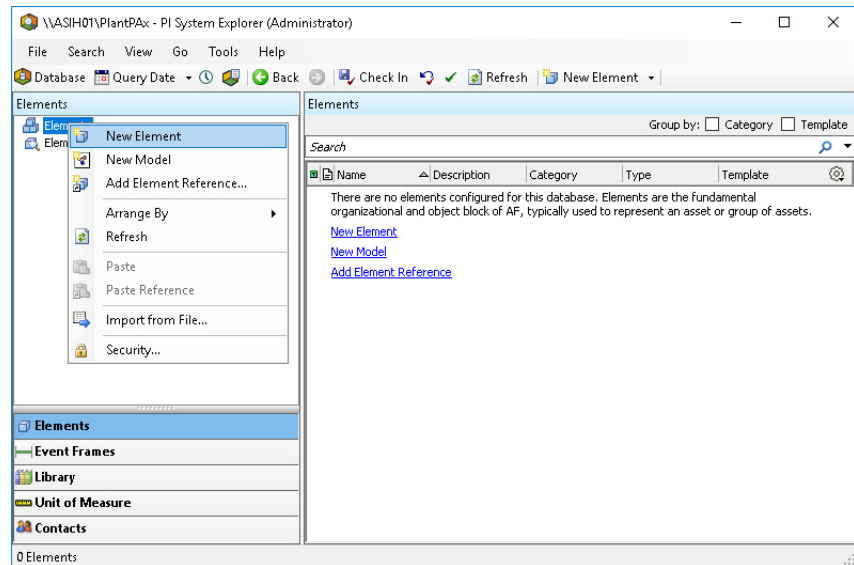 \\ASIH01\PlantPAx - PI System Explorer (Administrator)
File Search View Go Tools Help
Database Query Date Back Check In Refresh New Element
Elements
Elem
Elem
New Element
New Model
Add Element Reference...
Arrange By
Refresh
Paste
Paste Reference
Import from File...
Security...
Elements
Event Frames
Library
Unit of Measure
Contacts
0 Elements
Elements
Group by: Category Template
Search
Name Description Category Type Template
There are no elements configured for this database. Elements are the fundamental
organizational and object block of AF, typically used to represent an asset or group of assets.
New Element
New Model
Add Element Reference